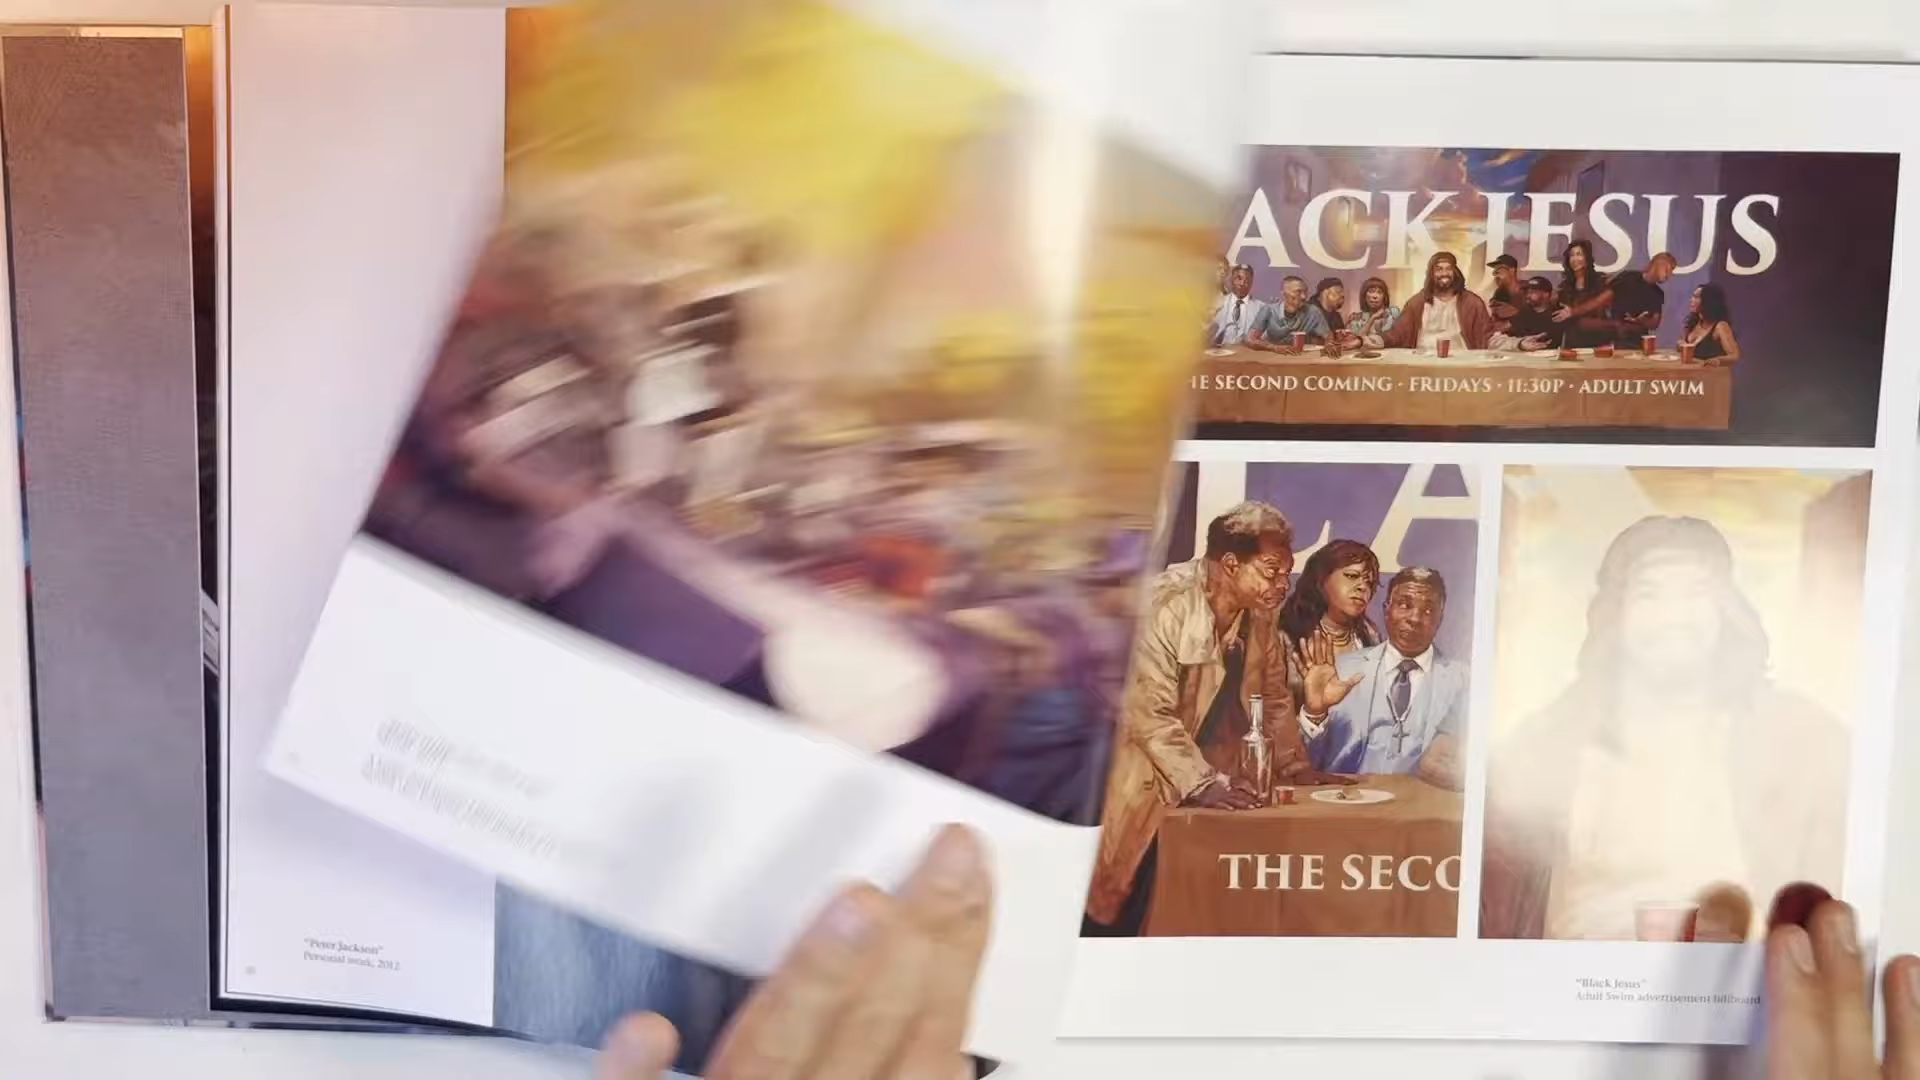 "Peter Jackson"
Personal work, 2012
ACK JESUS
HE SECOND COMING · FRIDAYS · 11:30P · ADULT SWIM
LA
THE SECO
"Black Jesus"
Adult Swim advertisement billboard